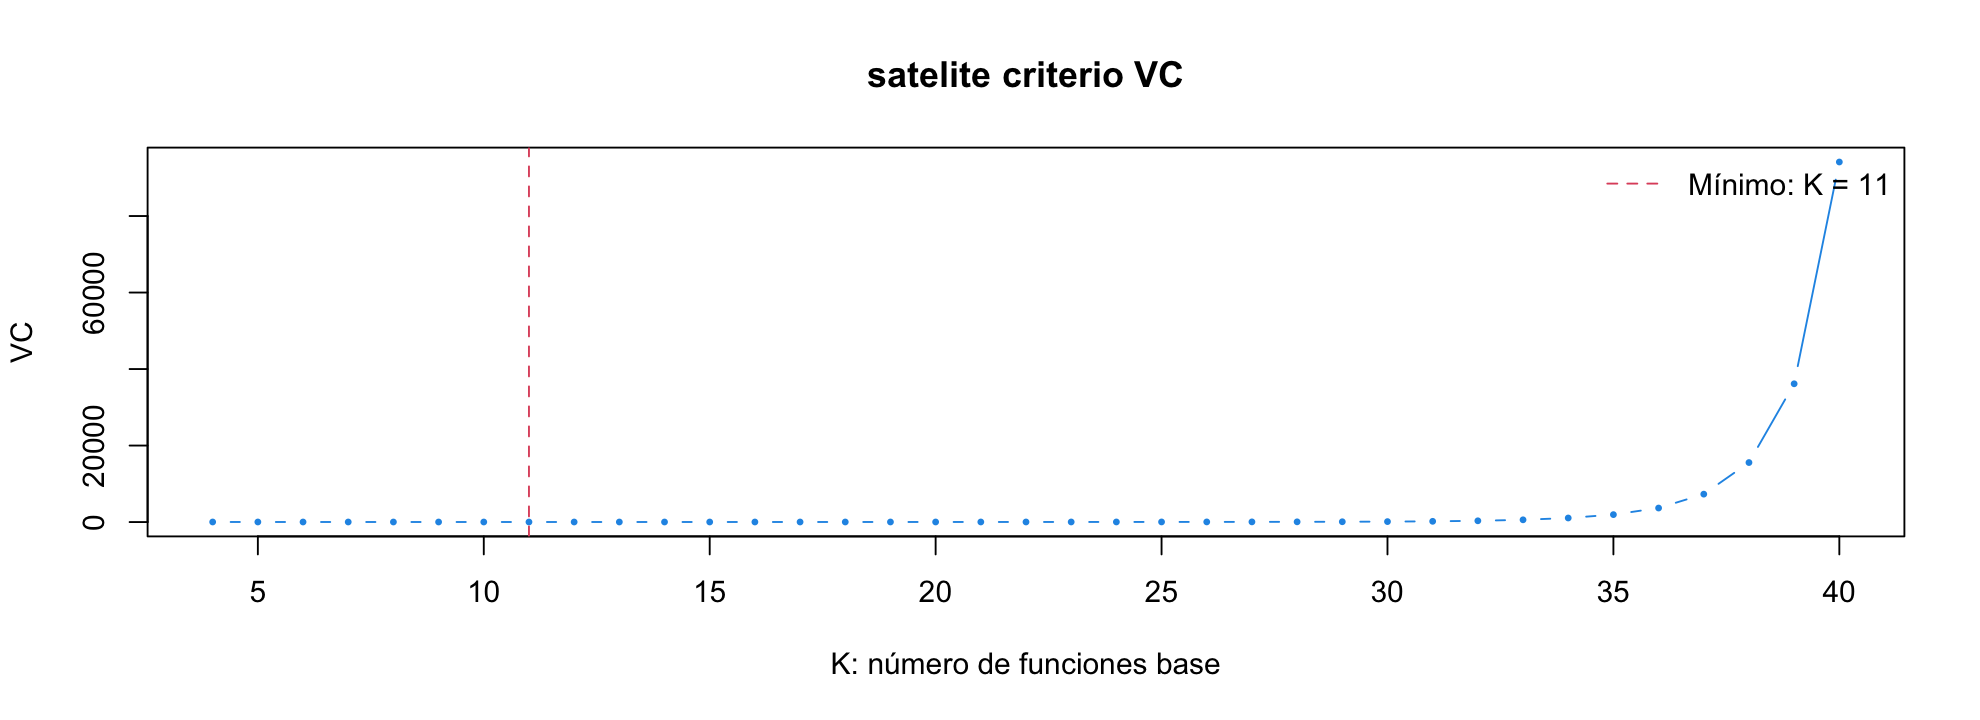 satelite criterio VC
Mínimo: K = 11
VC
60000
20000
0
5 10 15 20 25 30 35 40
K: número de funciones base